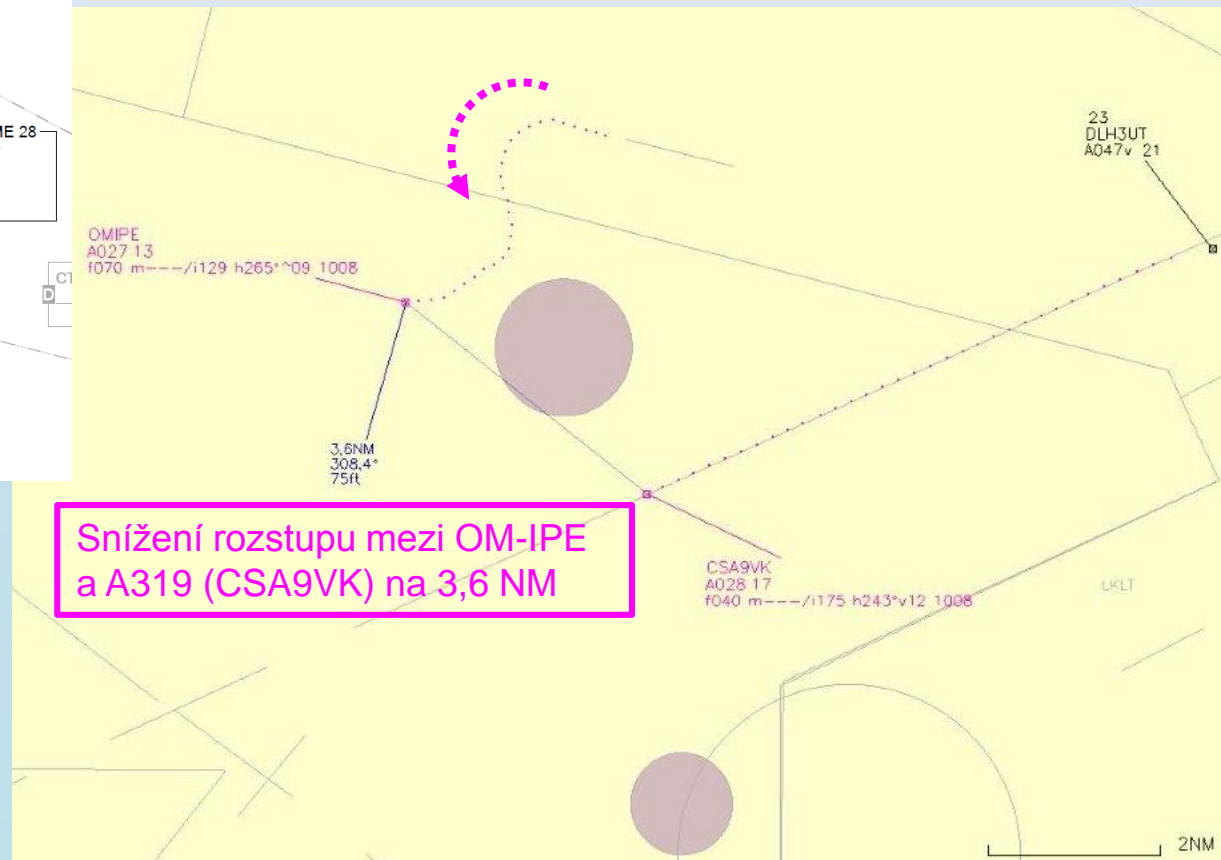 ME 28
CT
D
23
DLH3UT
A047v 21
OMIPE
A027 13
f070 m---/i129 h265°^09 1008
3,6NM
308,4°
75ft
Snížení rozstupu mezi OM-IPE
a A319 (CSA9VK) na 3,6 NM
CSA9VK
A028 17
f040 m---/i175 h243°v12 1008
LKLT
2NM